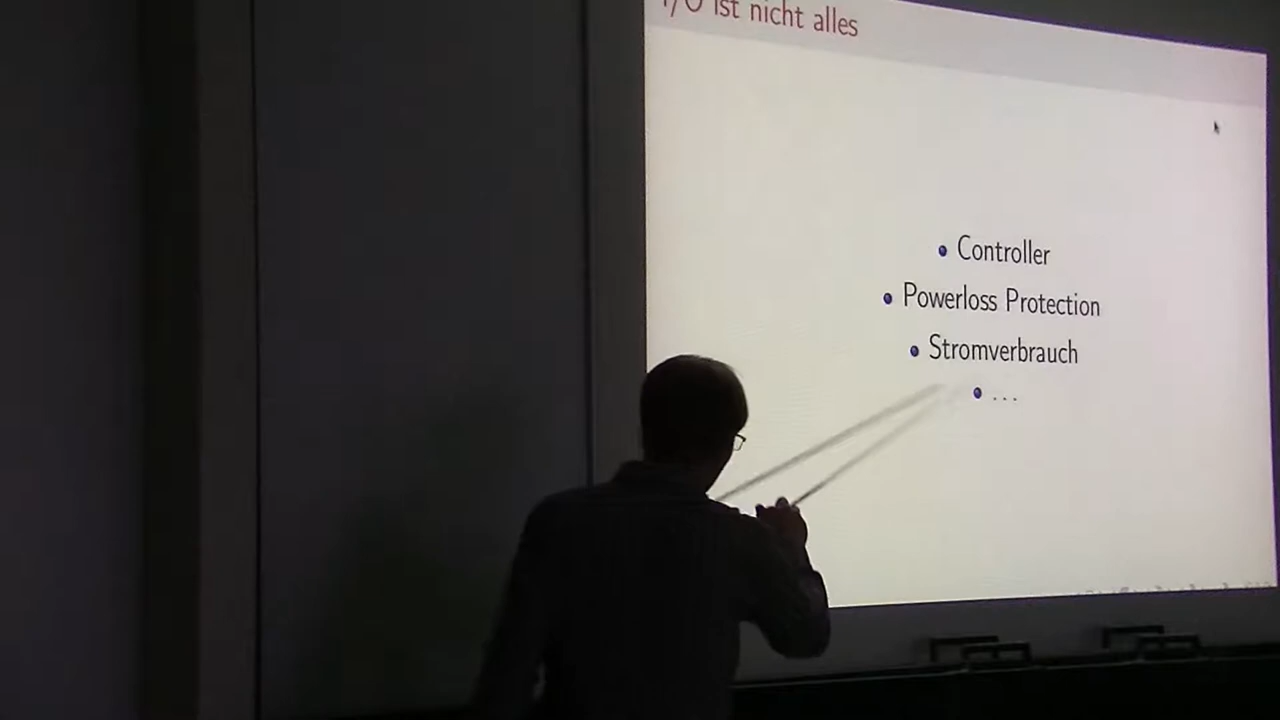 I/O ist nicht alles
Controller
Powerloss Protection
Stromverbrauch
...